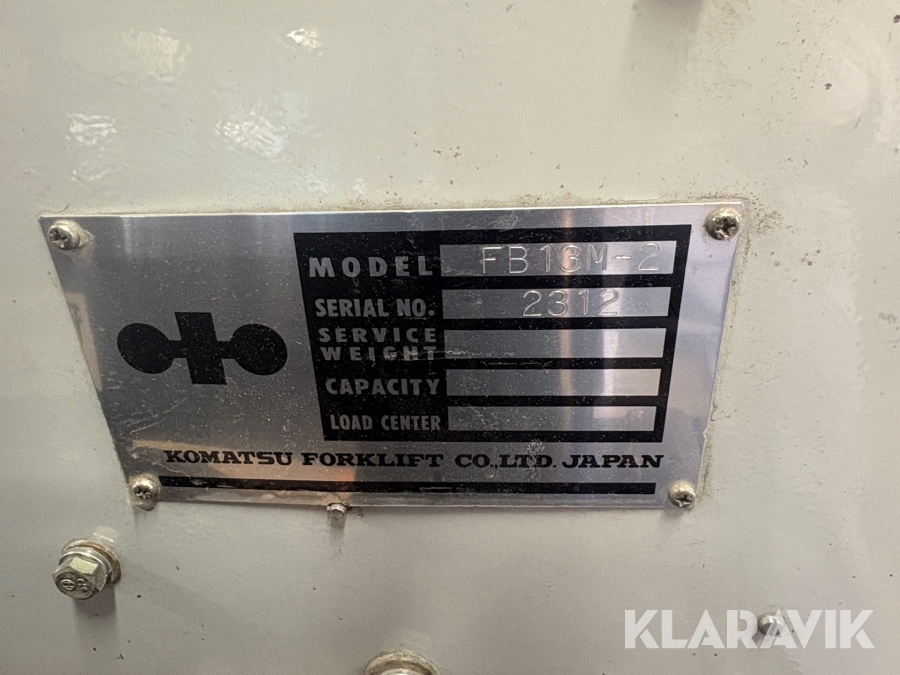 MODEL FB13M-2
SERIAL NO. 2312
SERVICE WEIGHT
CAPACITY
LOAD CENTER
KOMATSU FORKLIFT CO.,LTD. JAPAN
KLARAVIK